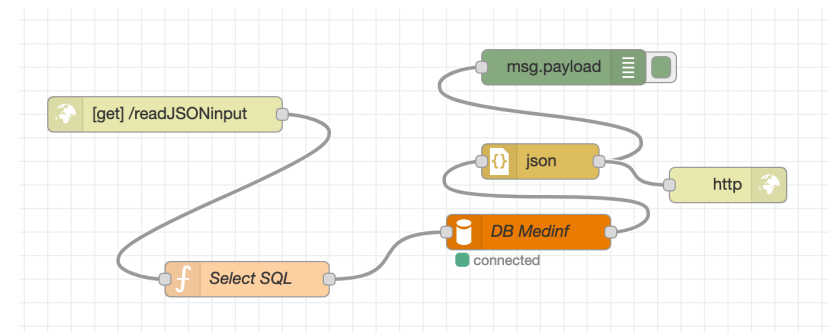 msg.payload
[get] /readJSONinput
json
http
DB Medinf
connected
Select SQL